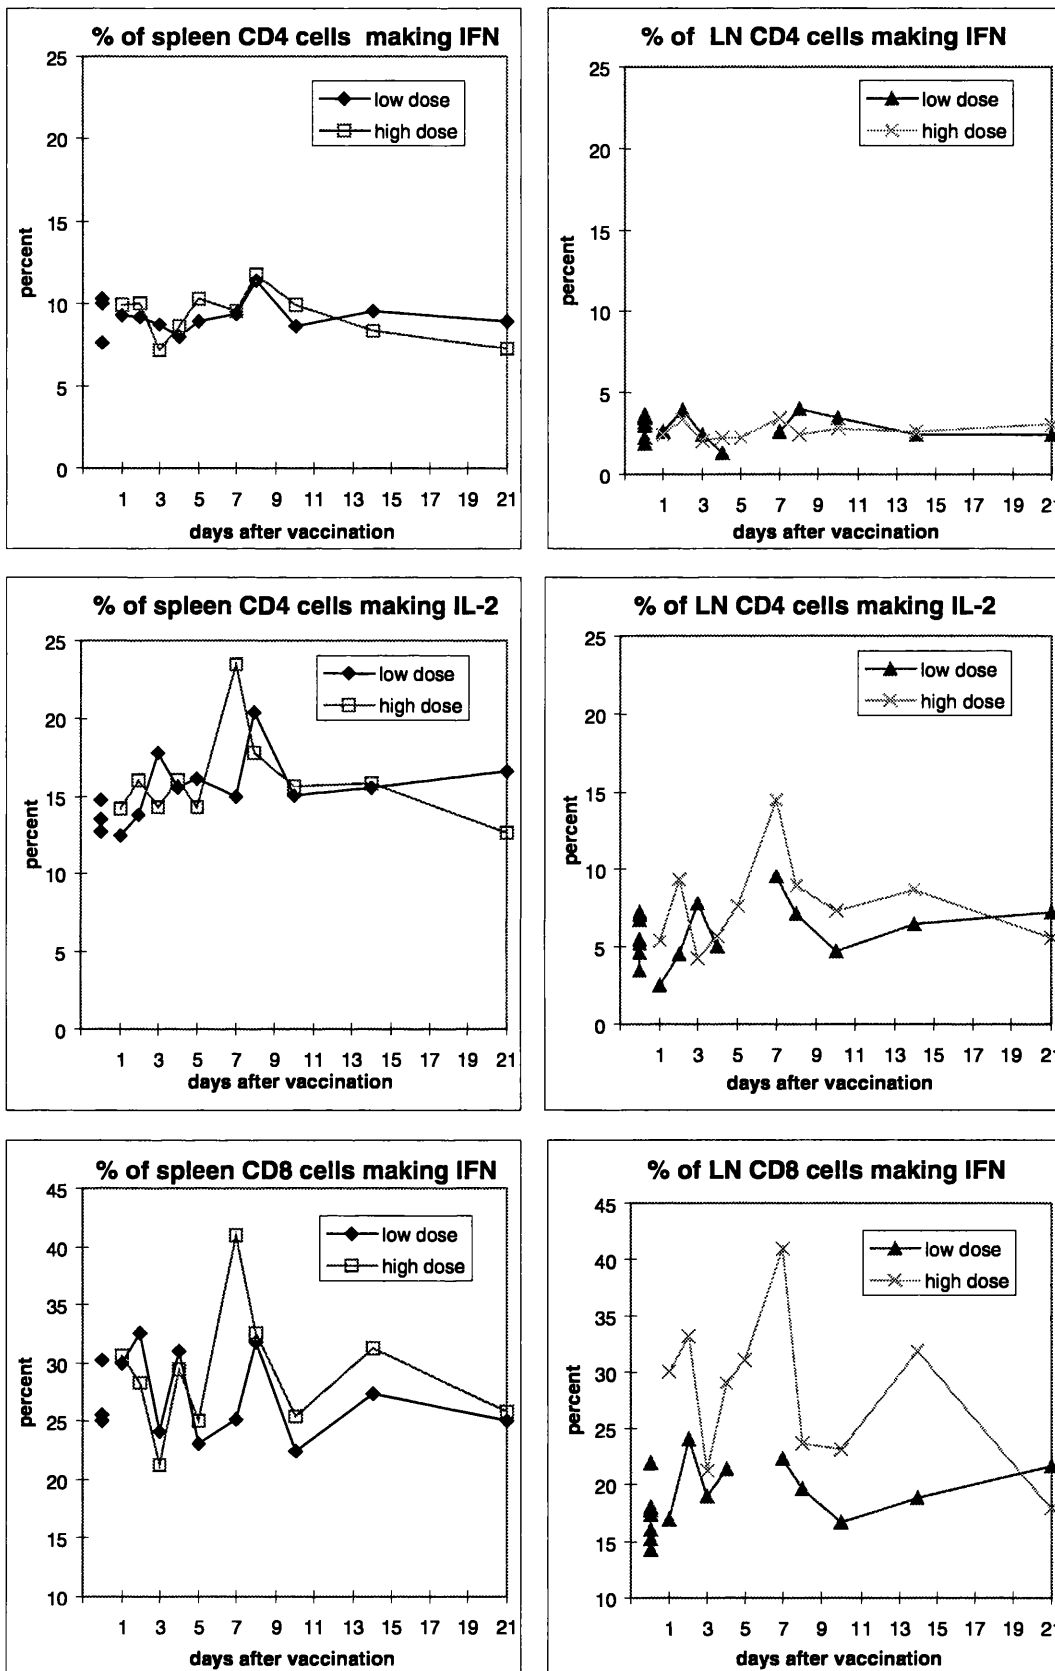 % of spleen CD4 cells making IFN
low dose
high dose
25
20
15
10
5
0
percent
1 3 5 7 9 11 13 15 17 19 21
days after vaccination
% of LN CD4 cells making IFN
low dose
high dose
25
20
15
10
5
0
percent
1 3 5 7 9 11 13 15 17 19 21
days after vaccination
% of spleen CD4 cells making IL-2
low dose
high dose
25
20
15
10
5
0
percent
1 3 5 7 9 11 13 15 17 19 21
days after vaccination
% of LN CD4 cells making IL-2
low dose
high dose
25
20
15
10
5
0
percent
1 3 5 7 9 11 13 15 17 19 21
days after vaccination
% of spleen CD8 cells making IFN
low dose
high dose
45
40
35
30
25
20
15
10
percent
1 3 5 7 9 11 13 15 17 19 21
days after vaccination
% of LN CD8 cells making IFN
low dose
high dose
45
40
35
30
25
20
15
10
percent
1 3 5 7 9 11 13 15 17 19 21
days after vaccination